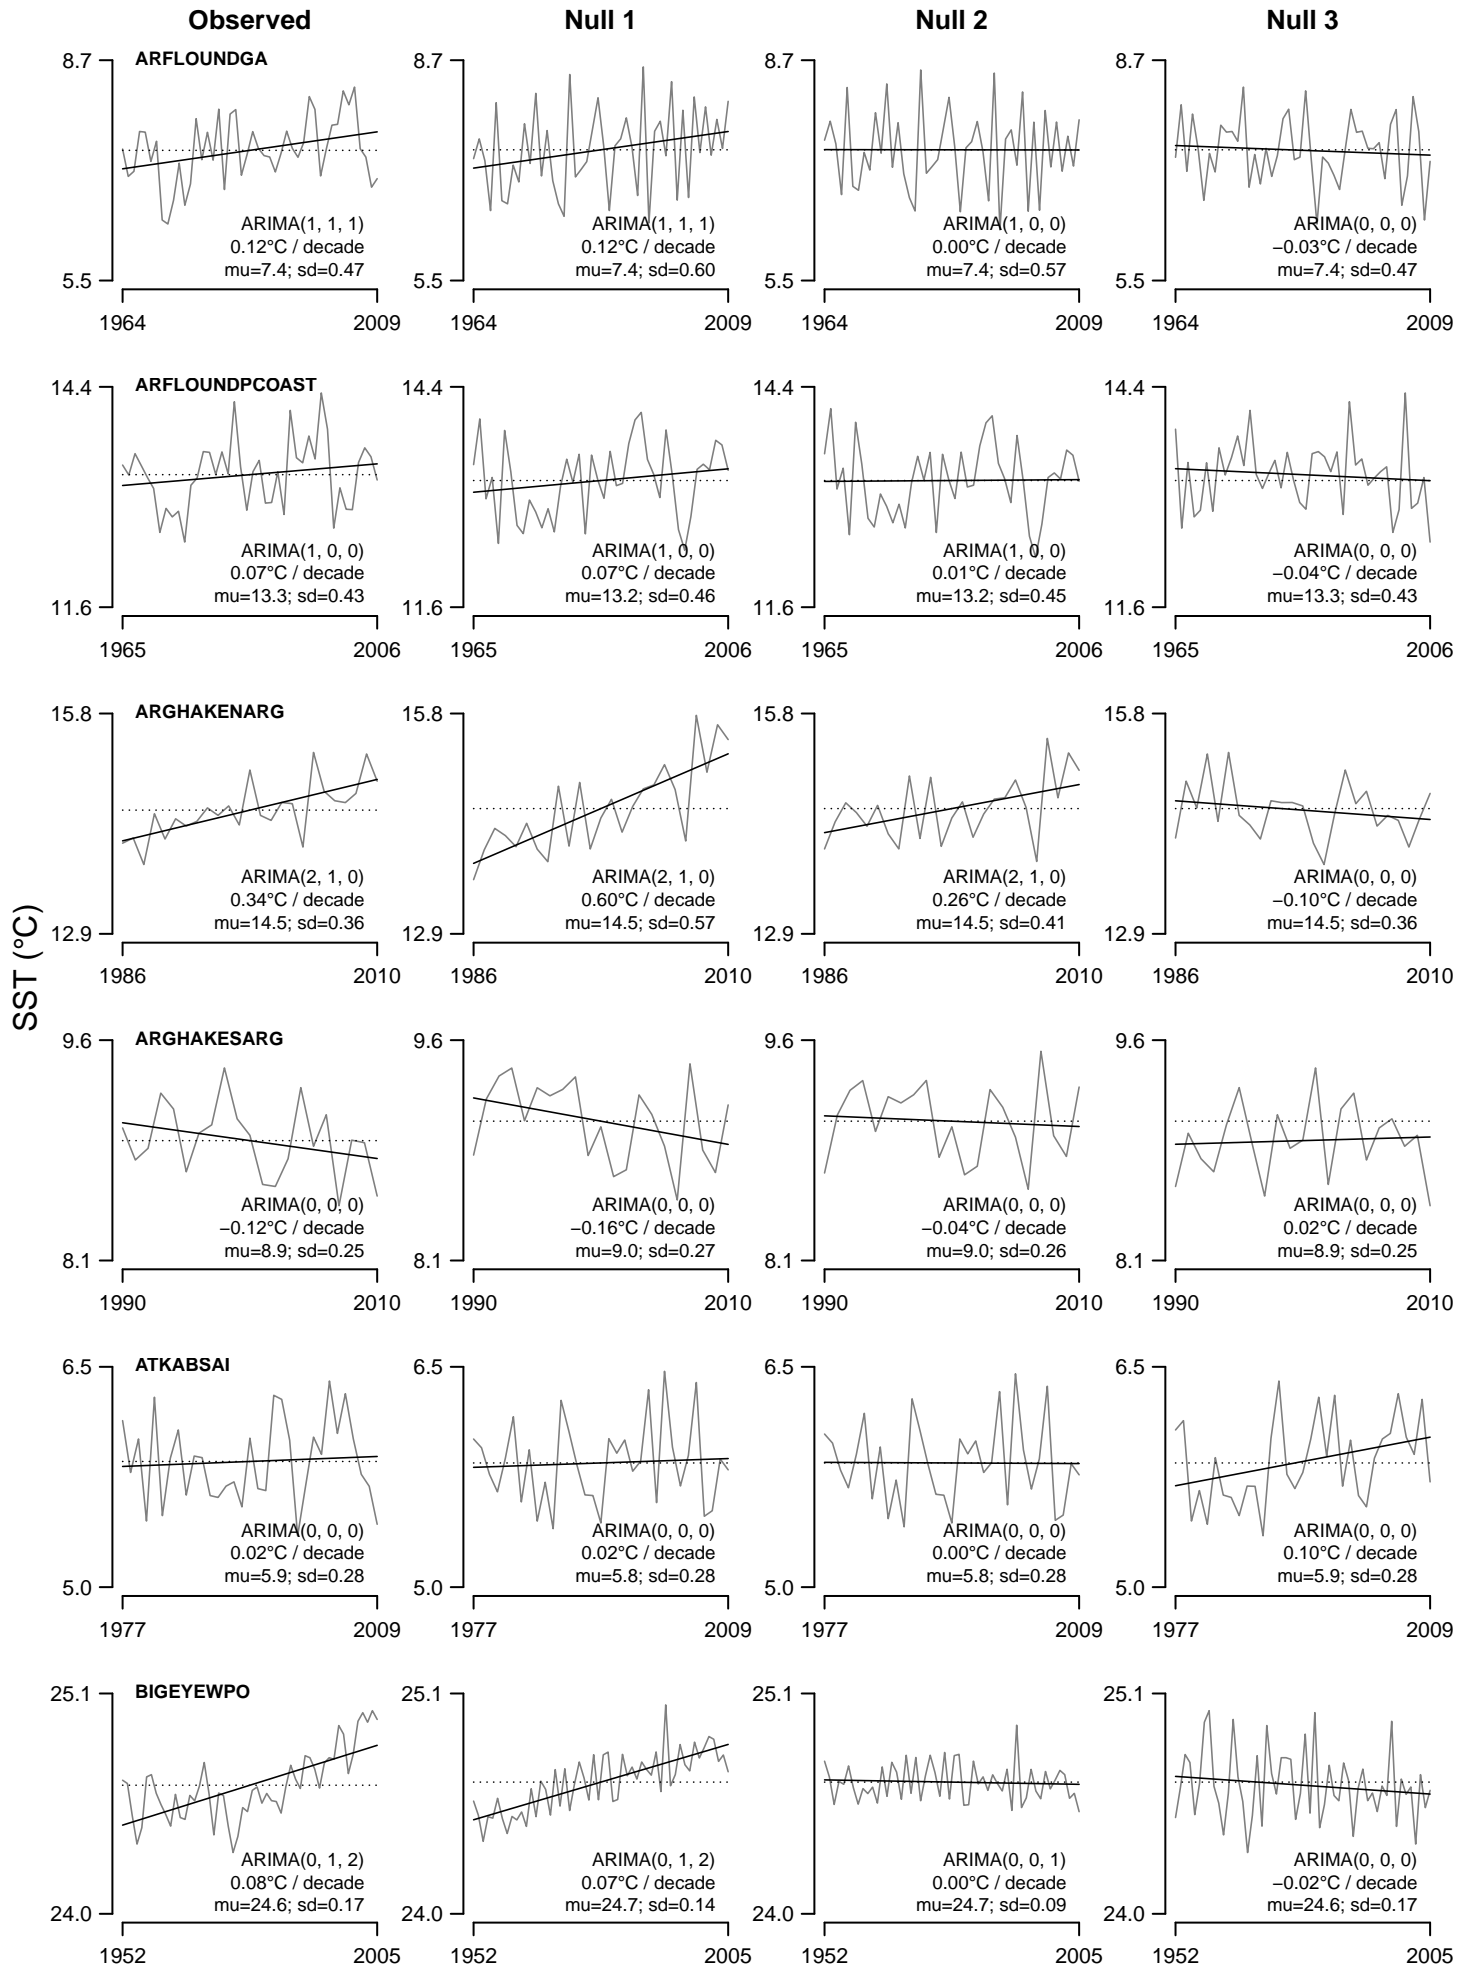 Observed Null 1 Null 2 Null 3
SST (°C)
ARFLOUNDGA
8.7 8.7 8.7 8.7
ARIMA(1, 1, 1) ARIMA(1, 1, 1) ARIMA(1, 0, 0) ARIMA(0, 0, 0)
0.12°C / decade 0.12°C / decade 0.00°C / decade −0.03°C / decade
mu=7.4; sd=0.47 mu=7.4; sd=0.60 mu=7.4; sd=0.57 mu=7.4; sd=0.47
5.5 5.5 5.5 5.5
1964 2009 1964 2009 1964 2009 1964 2009
ARFLOUNDPCOAST
14.4 14.4 14.4 14.4
ARIMA(1, 0, 0) ARIMA(1, 0, 0) ARIMA(1, 0, 0) ARIMA(0, 0, 0)
0.07°C / decade 0.07°C / decade 0.01°C / decade −0.04°C / decade
mu=13.3; sd=0.43 mu=13.2; sd=0.46 mu=13.2; sd=0.45 mu=13.3; sd=0.43
11.6 11.6 11.6 11.6
1965 2006 1965 2006 1965 2006 1965 2006
ARGHAKENARG
15.8 15.8 15.8 15.8
ARIMA(2, 1, 0) ARIMA(2, 1, 0) ARIMA(2, 1, 0) ARIMA(0, 0, 0)
0.34°C / decade 0.60°C / decade 0.26°C / decade −0.10°C / decade
mu=14.5; sd=0.36 mu=14.5; sd=0.57 mu=14.5; sd=0.41 mu=14.5; sd=0.36
12.9 12.9 12.9 12.9
1986 2010 1986 2010 1986 2010 1986 2010
ARGHAKESARG
9.6 9.6 9.6 9.6
ARIMA(0, 0, 0) ARIMA(0, 0, 0) ARIMA(0, 0, 0) ARIMA(0, 0, 0)
−0.12°C / decade −0.16°C / decade −0.04°C / decade 0.02°C / decade
mu=8.9; sd=0.25 mu=9.0; sd=0.27 mu=9.0; sd=0.26 mu=8.9; sd=0.25
8.1 8.1 8.1 8.1
1990 2010 1990 2010 1990 2010 1990 2010
ATKABSAI
6.5 6.5 6.5 6.5
ARIMA(0, 0, 0) ARIMA(0, 0, 0) ARIMA(0, 0, 0) ARIMA(0, 0, 0)
0.02°C / decade 0.02°C / decade 0.00°C / decade 0.10°C / decade
mu=5.9; sd=0.28 mu=5.8; sd=0.28 mu=5.8; sd=0.28 mu=5.9; sd=0.28
5.0 5.0 5.0 5.0
1977 2009 1977 2009 1977 2009 1977 2009
BIGEYEWPO
25.1 25.1 25.1 25.1
ARIMA(0, 1, 2) ARIMA(0, 1, 2) ARIMA(0, 0, 1) ARIMA(0, 0, 0)
0.08°C / decade 0.07°C / decade 0.00°C / decade −0.02°C / decade
mu=24.6; sd=0.17 mu=24.7; sd=0.14 mu=24.7; sd=0.09 mu=24.6; sd=0.17
24.0 24.0 24.0 24.0
1952 2005 1952 2005 1952 2005 1952 2005